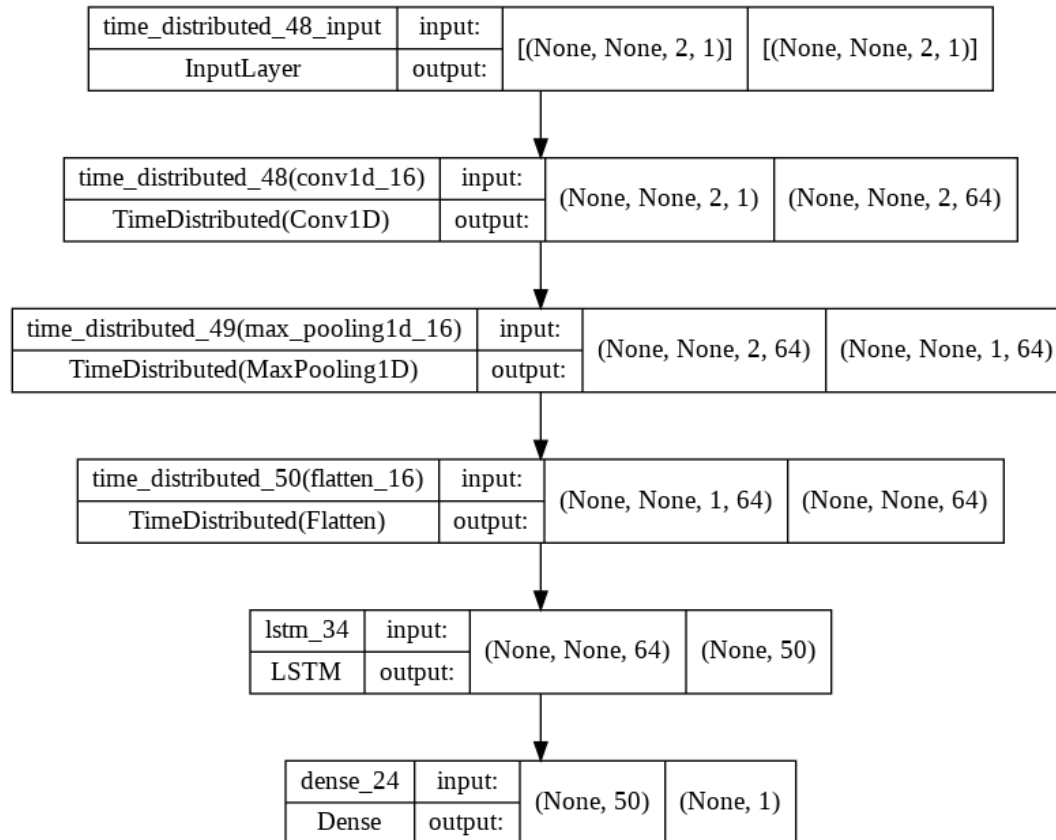 time_distributed_48_input input: [(None, None, 2, 1)] [(None, None, 2, 1)]
InputLayer output:
time_distributed_48(conv1d_16) input: (None, None, 2, 1) (None, None, 2, 64)
TimeDistributed(Conv1D) output:
time_distributed_49(max_pooling1d_16) input: (None, None, 2, 64) (None, None, 1, 64)
TimeDistributed(MaxPooling1D) output:
time_distributed_50(flatten_16) input: (None, None, 1, 64) (None, None, 64)
TimeDistributed(Flatten) output:
lstm_34 input: (None, None, 64) (None, 50)
LSTM output:
dense_24 input: (None, 50) (None, 1)
Dense output: